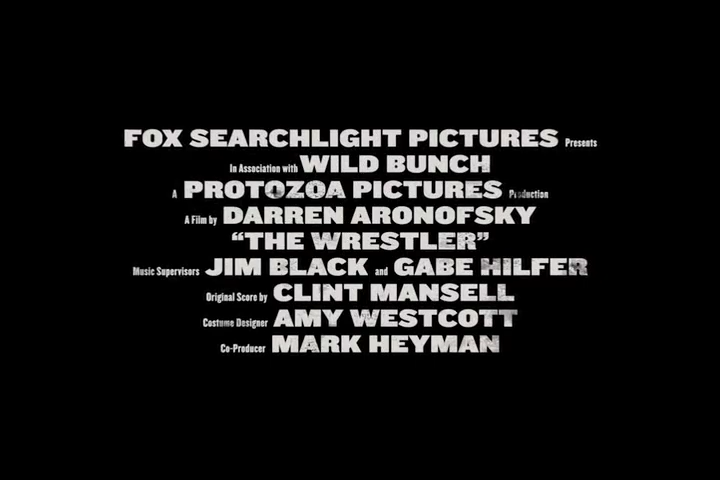 FOX SEARCHLIGHT PICTURES Presents
In Association with WILD BUNCH
A PROTOZOA PICTURES Production
A Film by DARREN ARONOFSKY
“THE WRESTLER”
Music Supervisors JIM BLACK and GABE HILFER
Original Score by CLINT MANSELL
Costume Designer AMY WESTCOTT
Co-Producer MARK HEYMAN